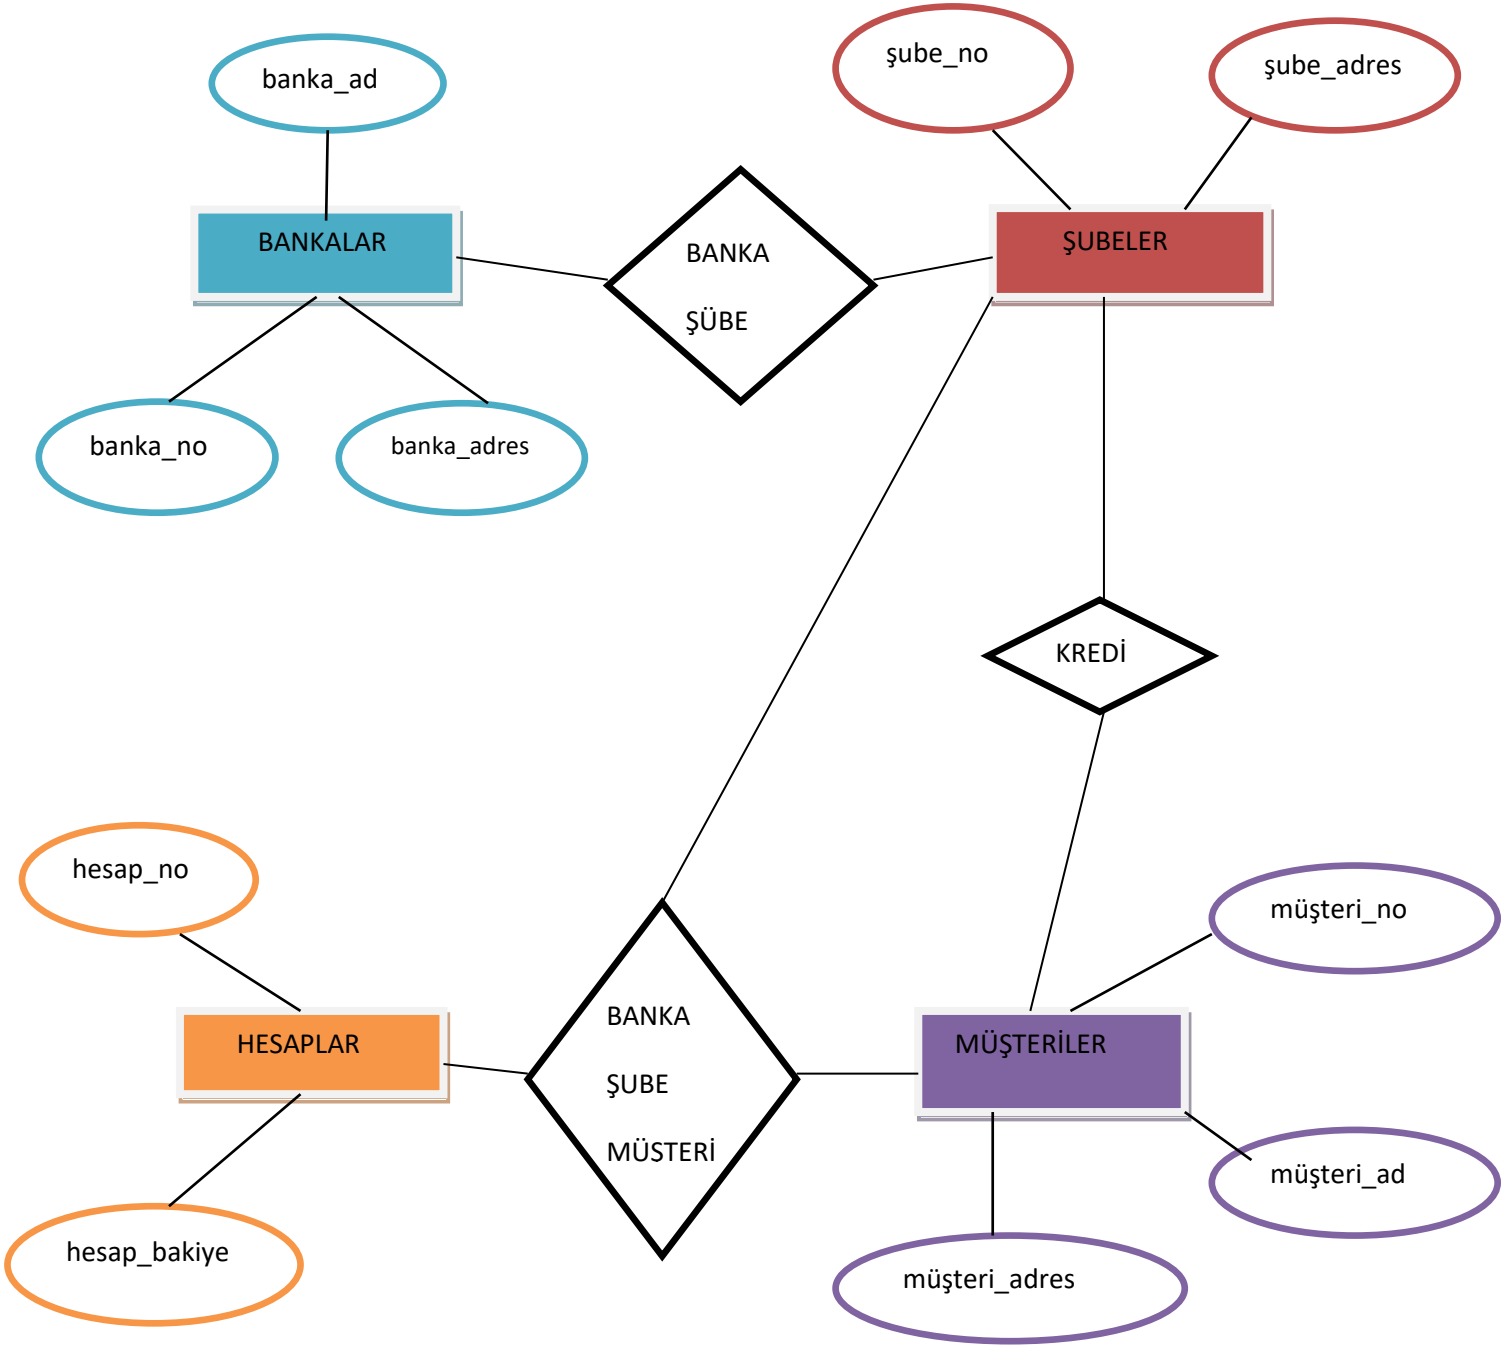 banka_ad
şube_no
şube_adres
BANKALAR
BANKA
ŞÜBE
ŞUBELER
banka_no
banka_adres
KREDİ
hesap_no
müşteri_no
HESAPLAR
BANKA
ŞUBE
MÜSTERİ
MÜŞTERİLER
müşteri_ad
hesap_bakiye
müşteri_adres